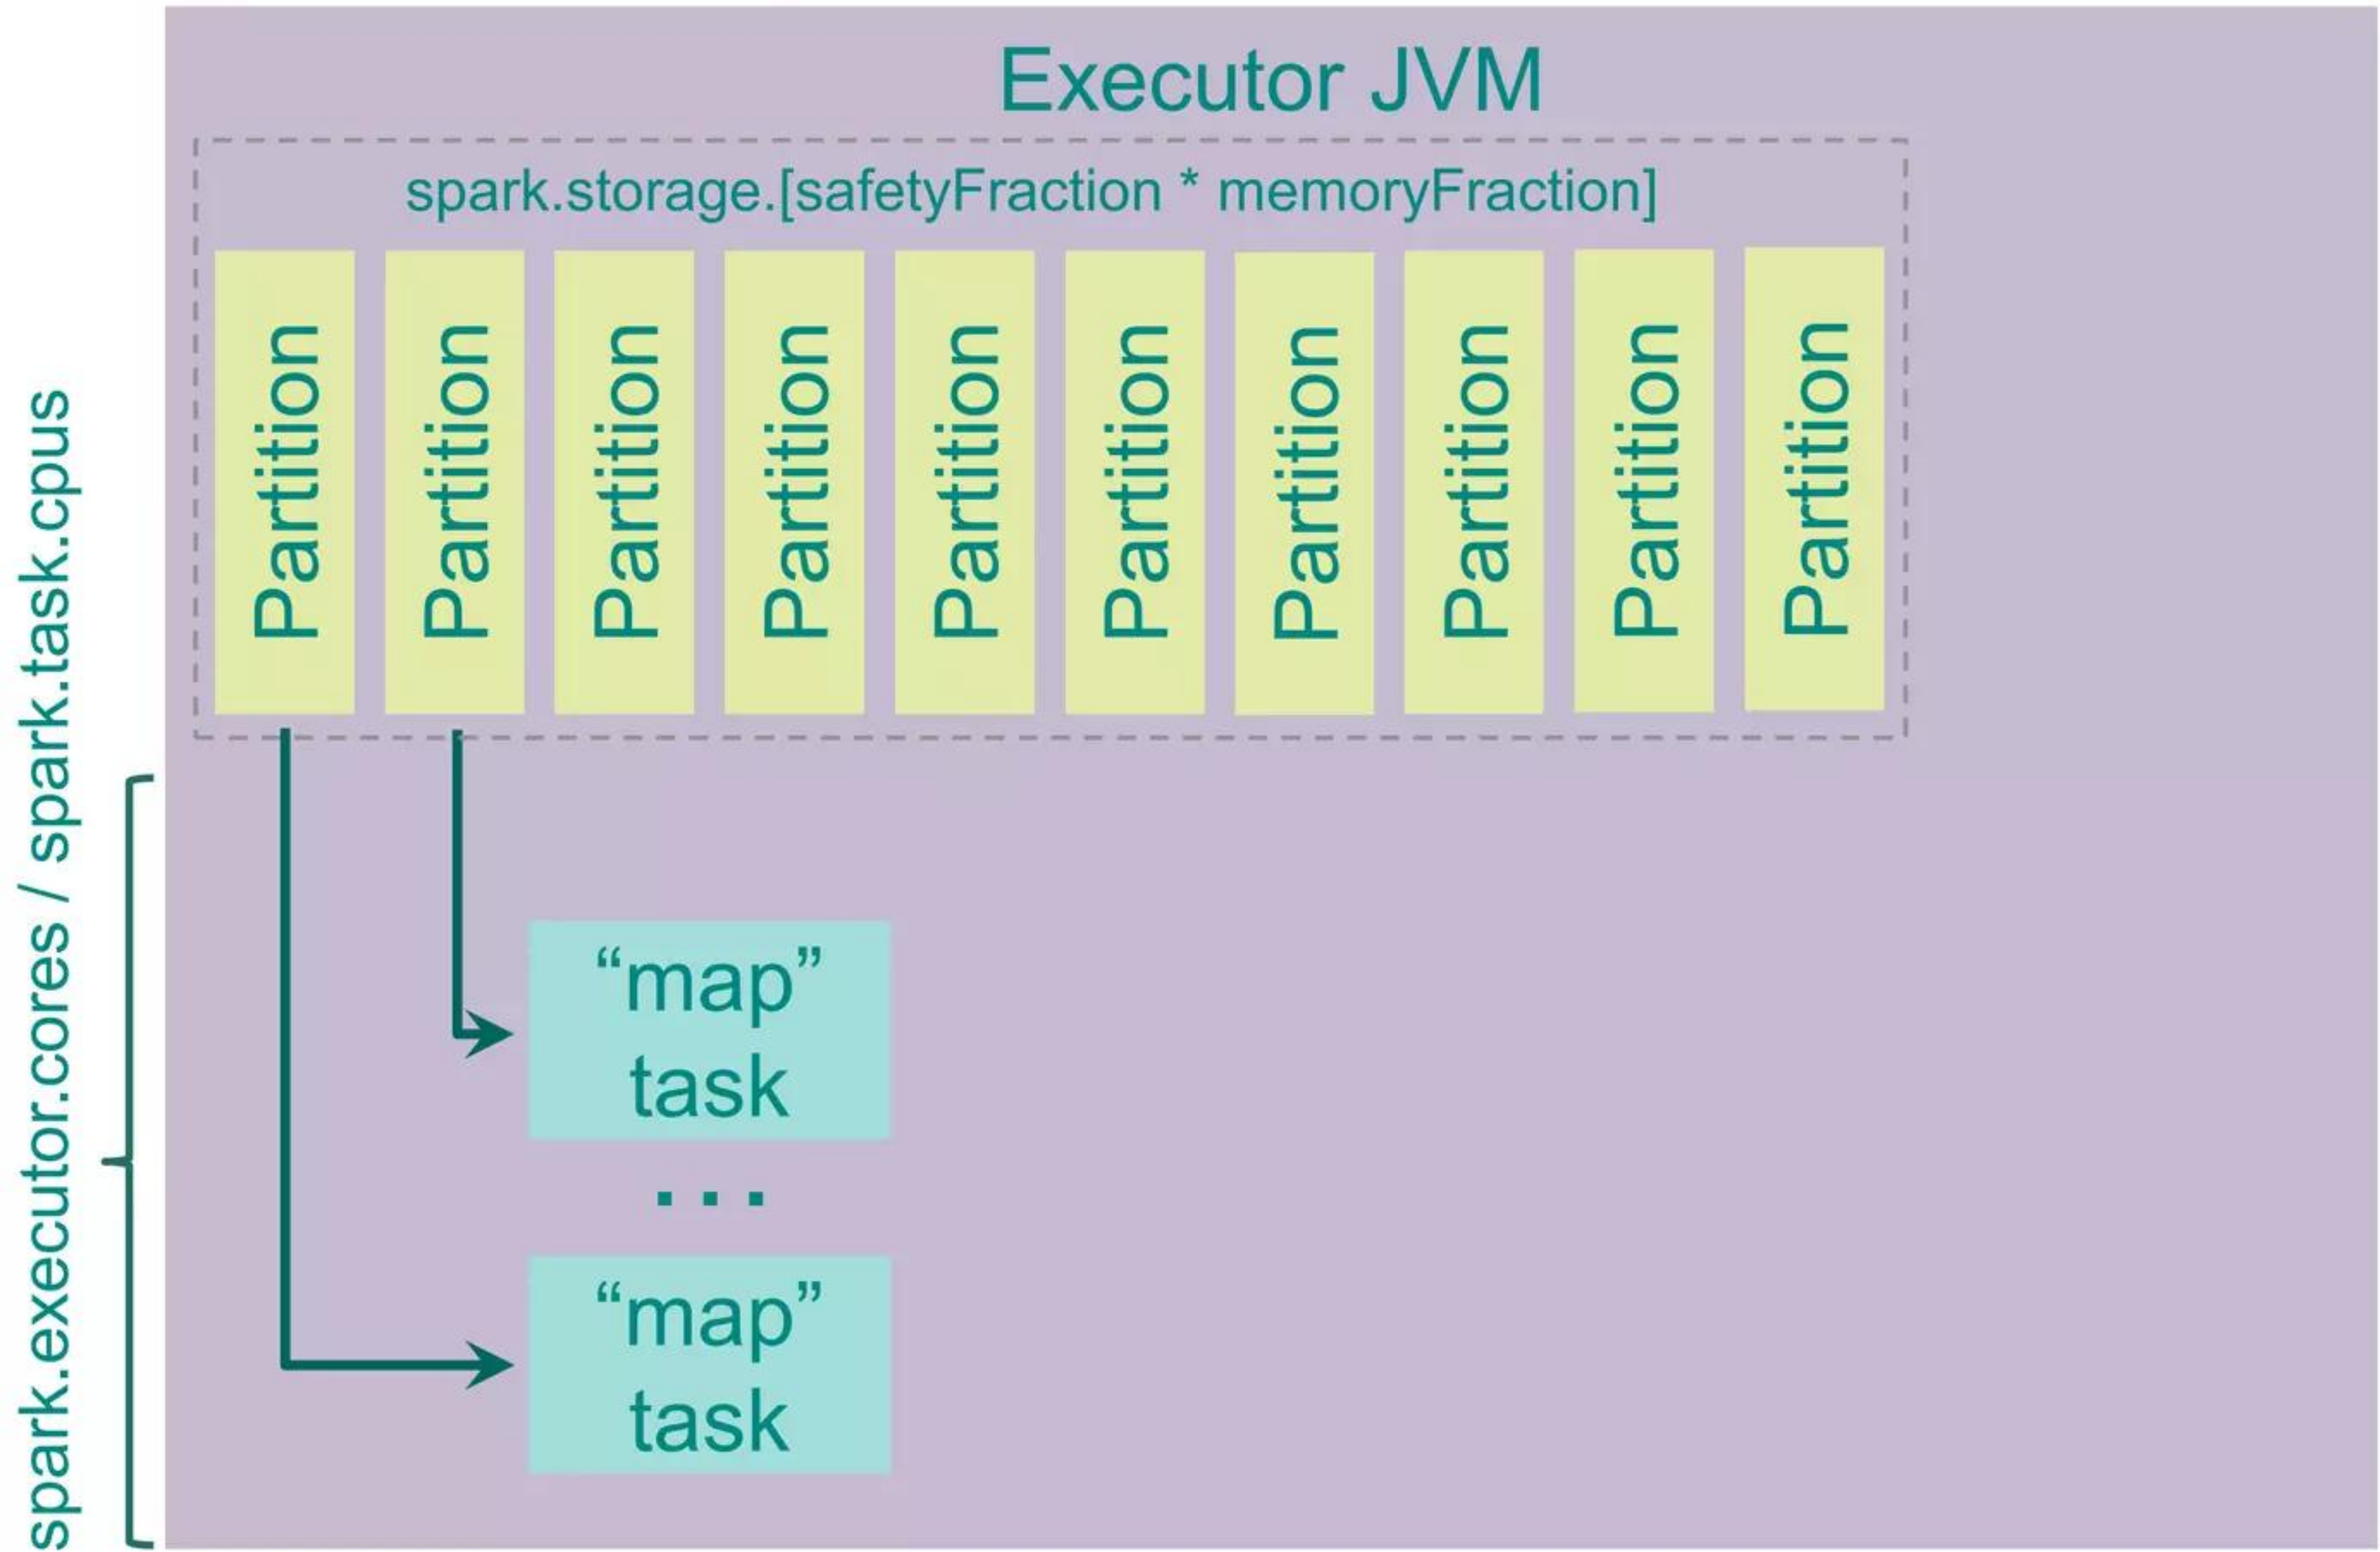 Executor JVM
spark.storage.[safetyFraction * memoryFraction]
Partition
Partition
Partition
Partition
Partition
Partition
Partition
Partition
Partition
Partition
spark.executor.cores / spark.task.cpus
“map”
task
...
“map”
task